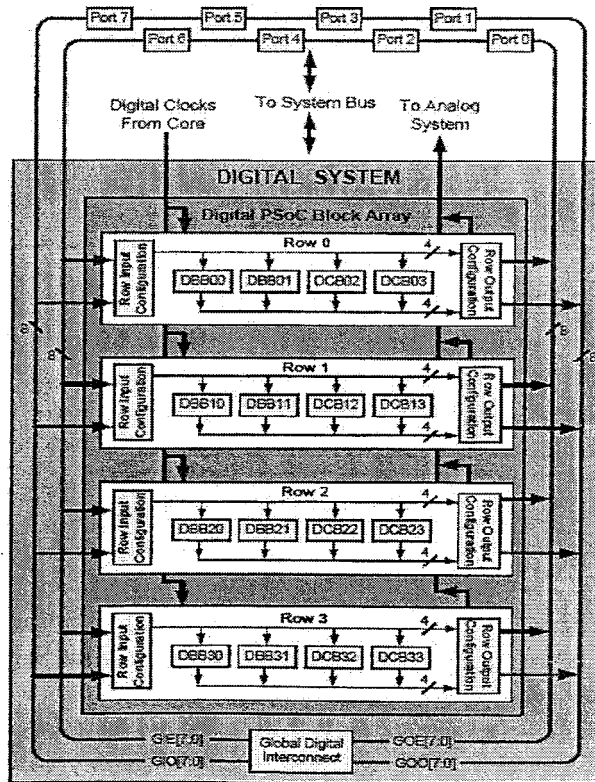 Port 7 Port 5 Port 3 Port 1
Port 6 Port 4 Port 2 Port 0
Digital Clocks
From Core
To System Bus
To Analog
System
DIGITAL SYSTEM
Digital PSoC Block Array
Row 0
4
Row Input
Configuration
DBB00 DBB01 DCB02 DCB03
4
Row Output
Configuration
8
8
8
8
Row 1
4
Row Input
Configuration
DBB10 DBB11 DCB12 DCB13
4
Row Output
Configuration
Row 2
4
Row Input
Configuration
DBB20 DBB21 DCB22 DCB23
4
Row Output
Configuration
Row 3
4
Row Input
Configuration
DBB30 DBB31 DCB32 DCB33
4
Row Output
Configuration
GIE[7:0]
GIO[7:0]
Global Digital
Interconnect
GOE[7:0]
GOO[7:0]